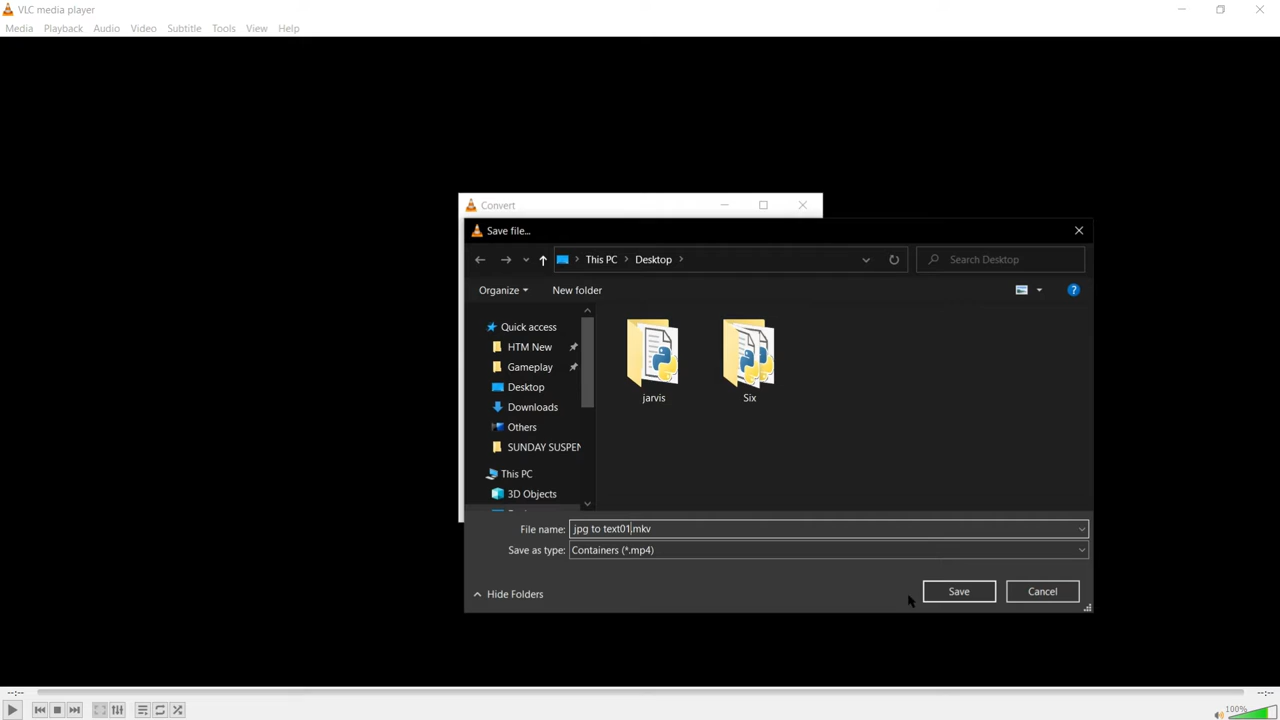 VLC media player
Media Playback Audio Video Subtitle Tools View Help
Convert
Save file...
This PC Desktop
Search Desktop
Organize New folder
Quick access
HTM New
Gameplay
Desktop
Downloads
Others
SUNDAY SUSPEN
This PC
3D Objects
jarvis
Six
File name: jpg to text01.mkv
Save as type: Containers (*.mp4)
Hide Folders
Save Cancel
--:-- --:--
100%